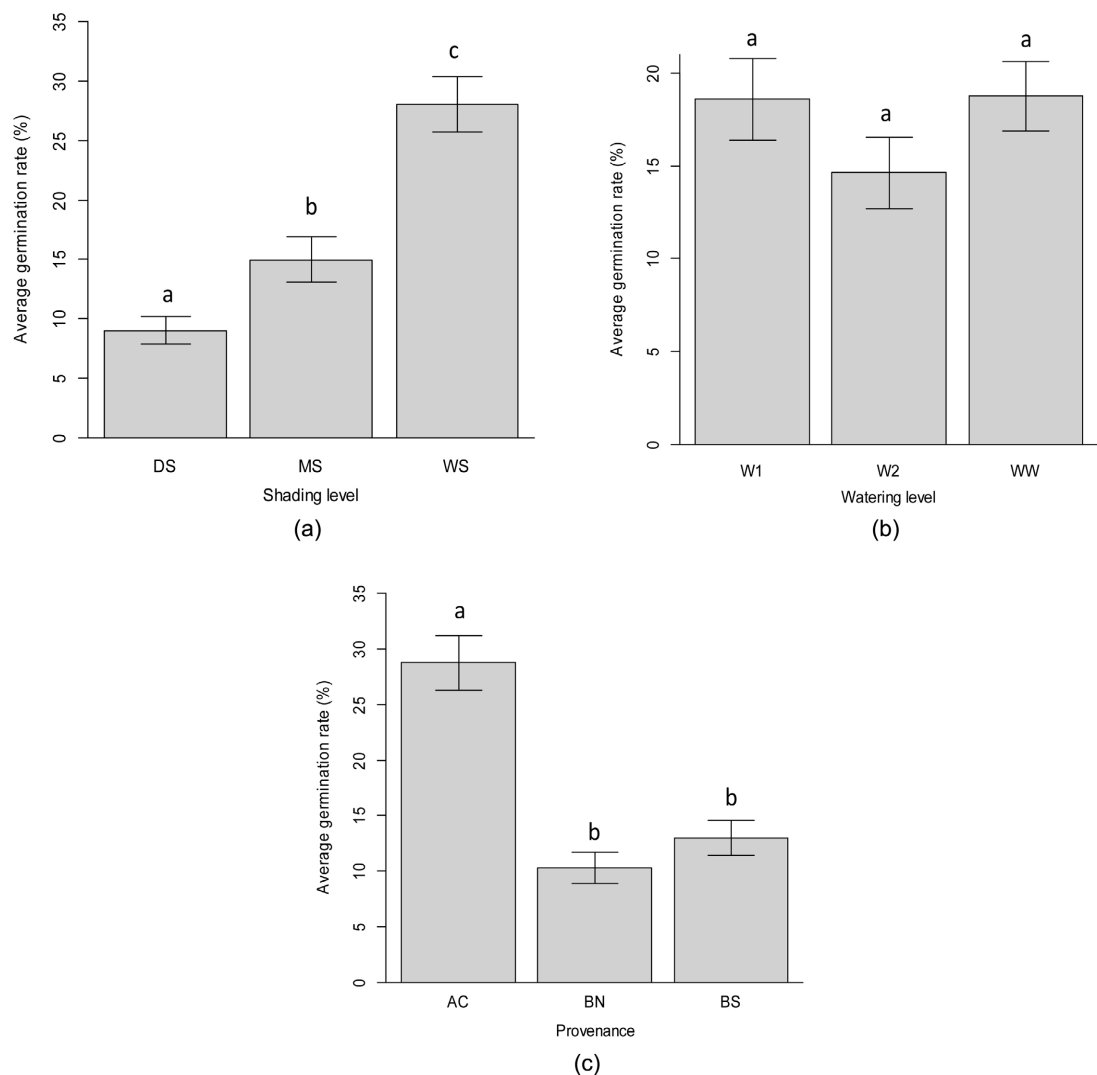 Average germination rate (%)
35
30
25
20
15
10
5
0
a
b
c
DS MS WS
Shading level
(a)
Average germination rate (%)
20
15
10
5
0
a
a
a
W1 W2 WW
Watering level
(b)
Average germination rate (%)
35
30
25
20
15
10
5
0
a
b
b
AC BN BS
Provenance
(c)